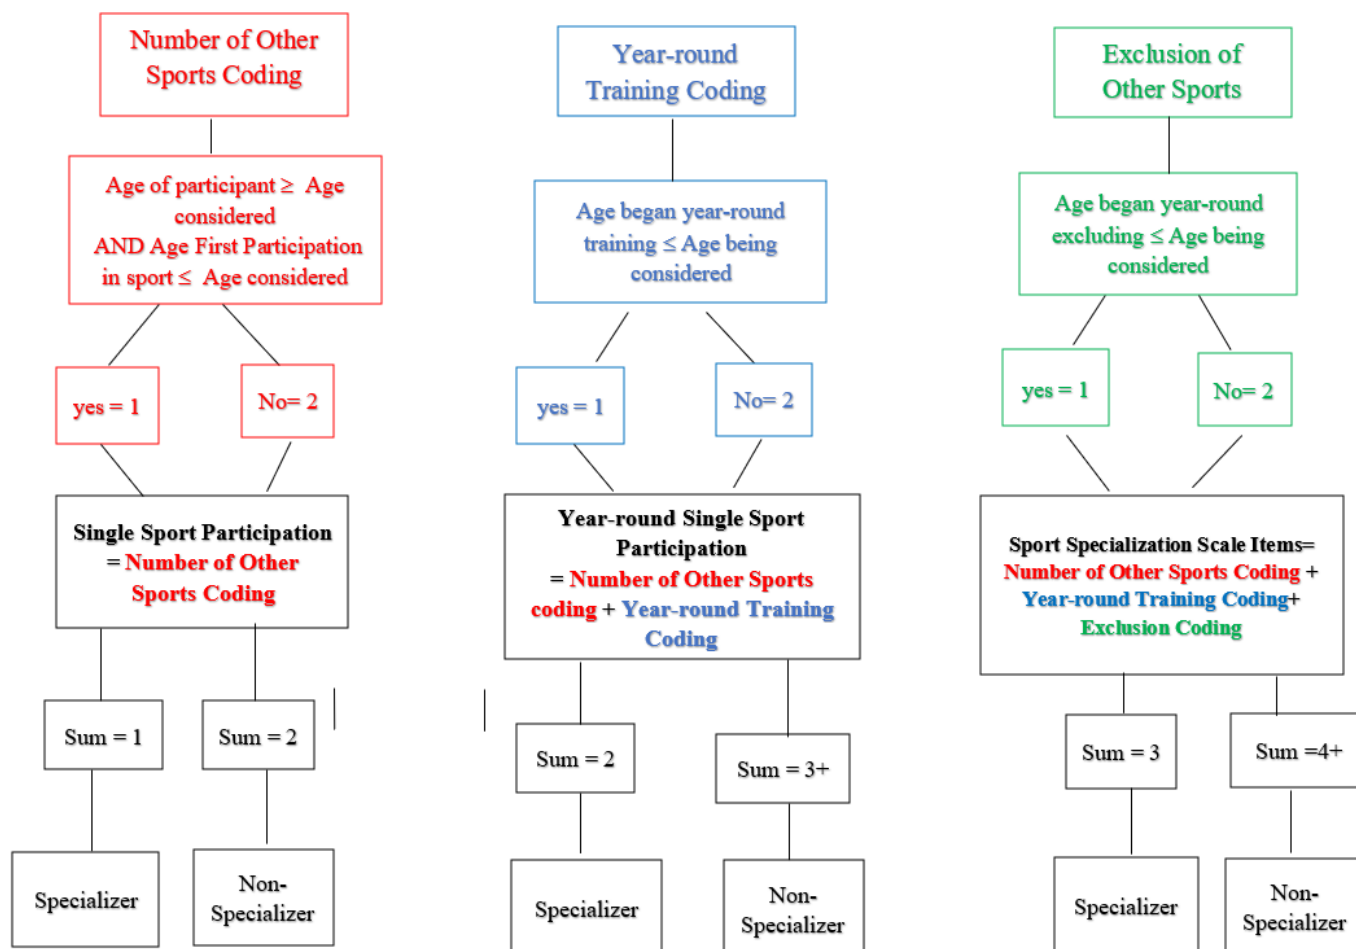 Number of Other
Sports Coding
Age of participant ≥ Age
considered
AND Age First Participation
in sport ≤ Age considered
yes = 1
No= 2
Single Sport Participation
= Number of Other
Sports Coding
Sum = 1
Sum = 2
Specializer
Non-
Specializer
Year-round
Training Coding
Age began year-round
training ≤ Age being
considered
yes = 1
No= 2
Year-round Single Sport
Participation
= Number of Other Sports
coding + Year-round Training
Coding
Sum = 2
Sum = 3+
Specializer
Non-
Specializer
Exclusion of
Other Sports
Age began year-round
excluding ≤ Age being
considered
yes = 1
No= 2
Sport Specialization Scale Items=
Number of Other Sports Coding +
Year-round Training Coding+
Exclusion Coding
Sum = 3
Sum =4+
Specializer
Non-
Specializer